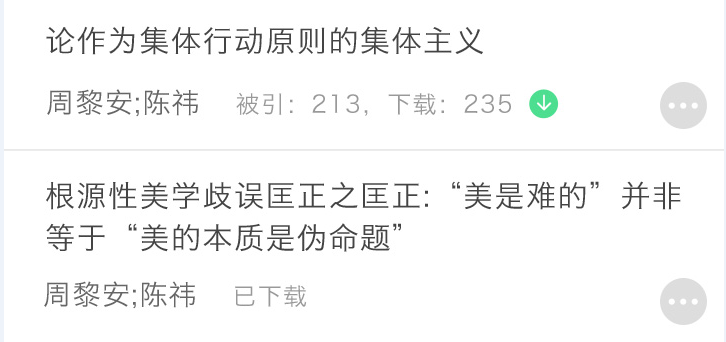 论作为集体行动原则的集体主义
周黎安;陈祎 被引：213，下载：235
根源性美学歧误匡正之匡正:“美是难的”并非
等于“美的本质是伪命题”
周黎安;陈祎 已下载